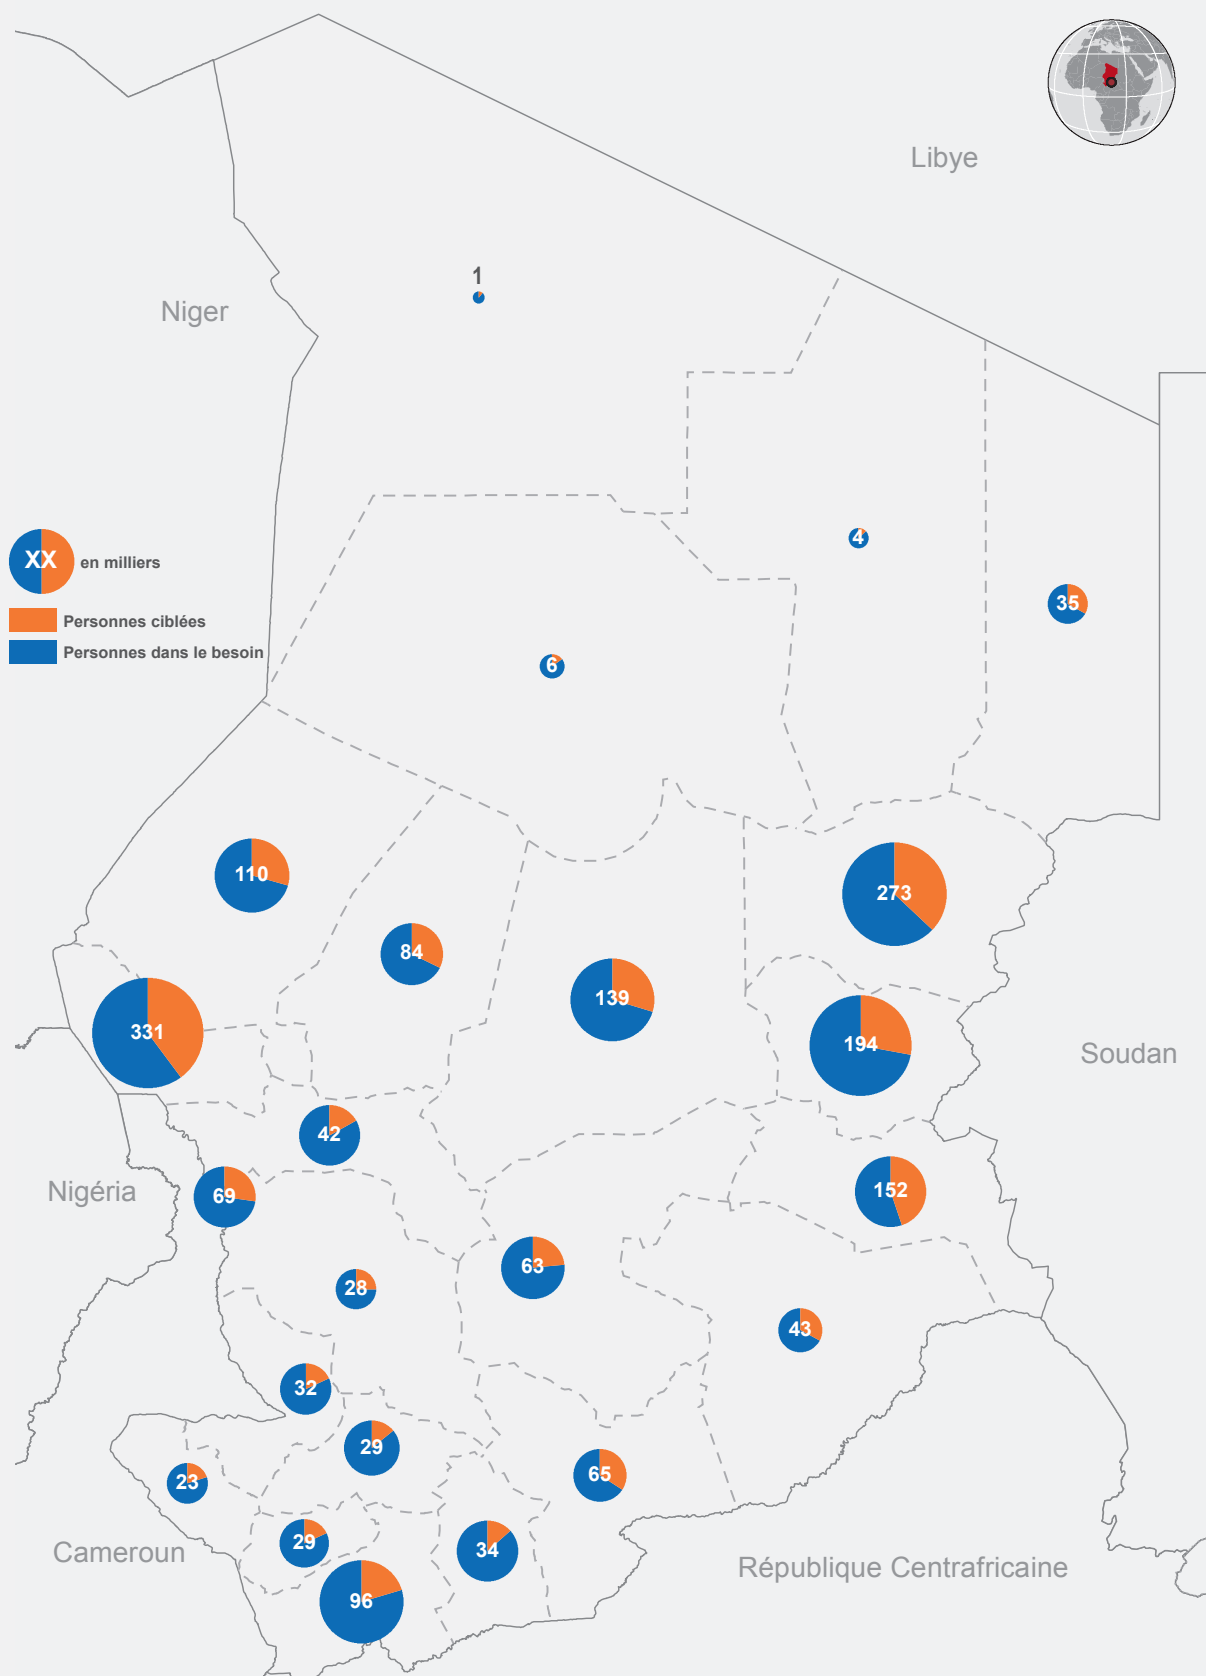 Libye
1
Niger
4
XX en milliers
35
Personnes ciblées
Personnes dans le besoin
6
110
273
84
139
331
194
Soudan
42
Nigéria
69
152
63
28
43
32
29
65
23
29
34
Cameroun
République Centrafricaine
96